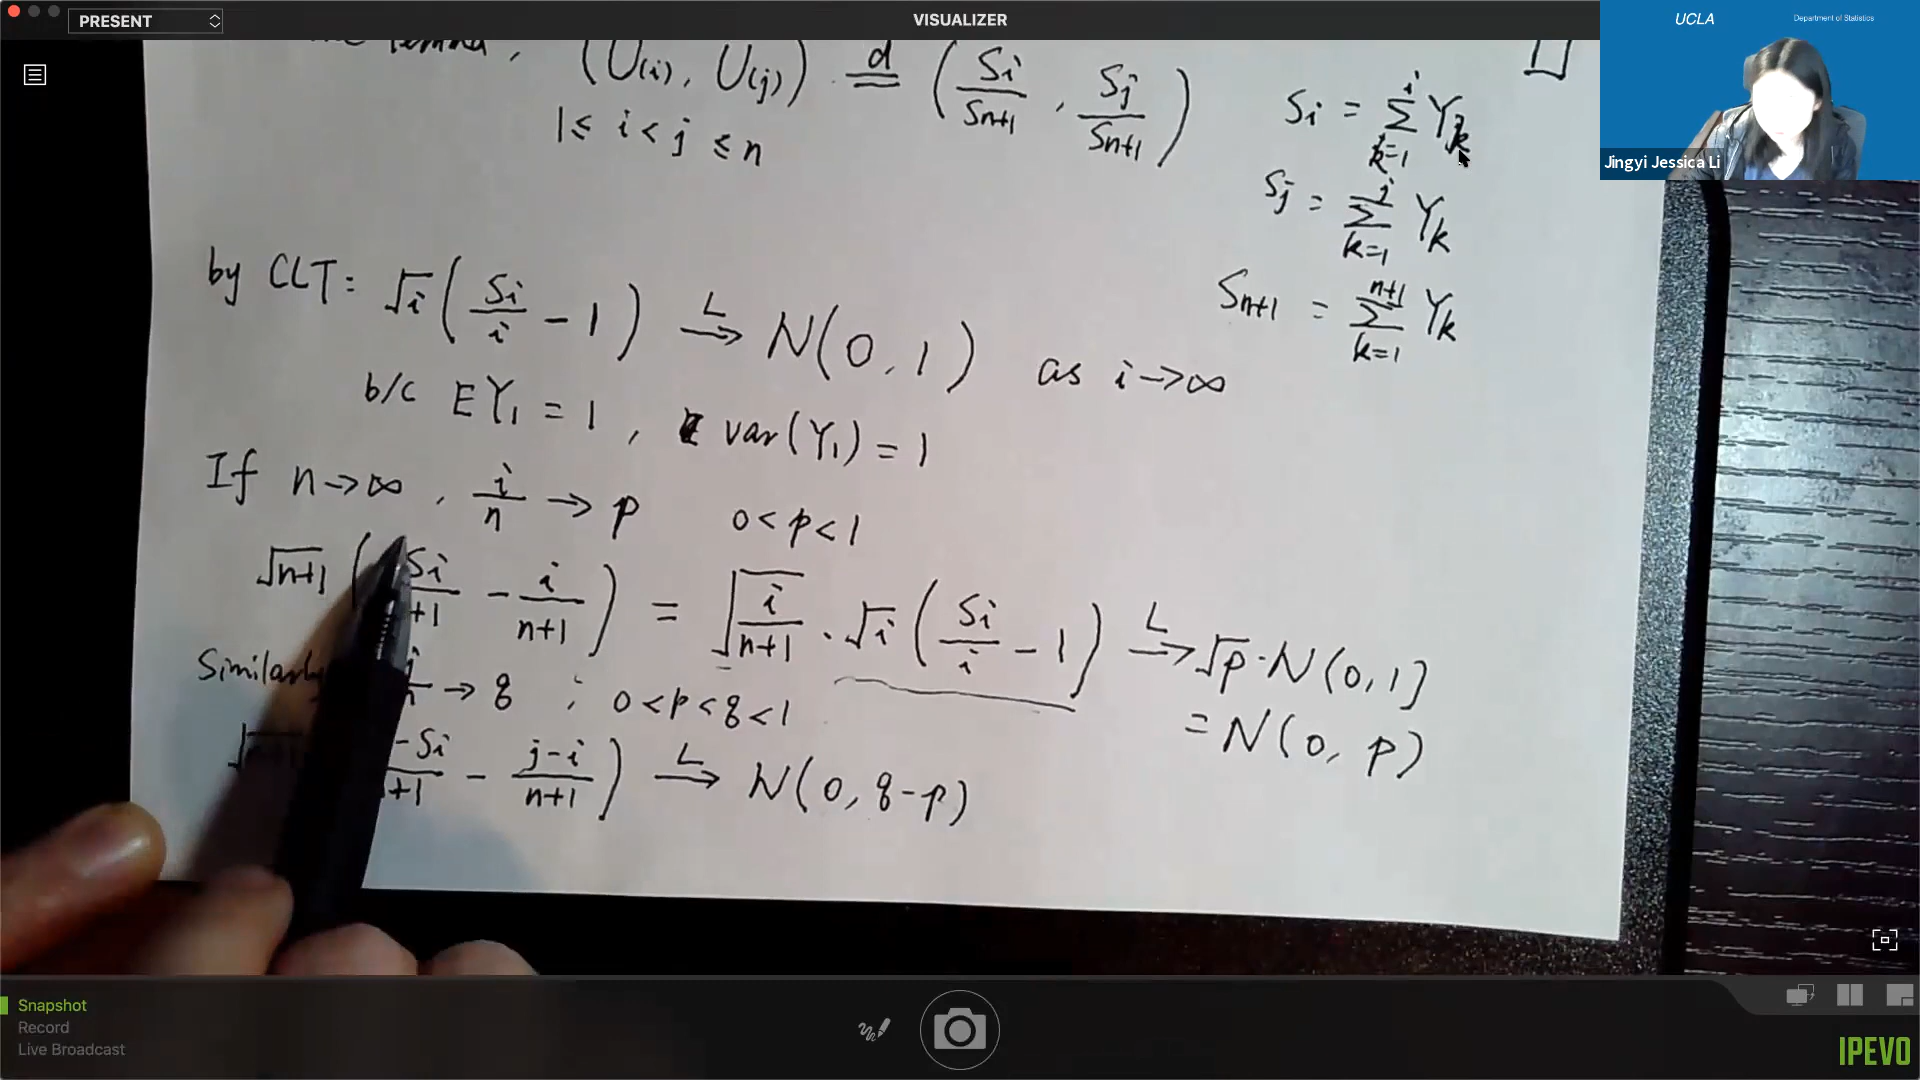 PRESENT
VISUALIZER
UCLA
Department of Statistics
Jingyi Jessica Li
(U(i), U(j)) =d (Si/Sn+1, Sj/Sn+1)
1≤ i < j ≤ n
Si = Σ_{k=1}^{i} Yk
Sj = Σ_{k=1}^{j} Yk
Sn+1 = Σ_{k=1}^{n+1} Yk
by CLT: √i (Si/i - 1) →L N(0, 1) as i→∞
b/c EY1 = 1, var(Y1) = 1
If n→∞, i/n → p 0<p<1
√n+1 ( Si/+1 - i/n+1 ) = √(i/n+1) · √i (Si/i - 1) →L √p · N(0, 1)
= N(0, p)
Similarly → q ; 0<p<q<1
-Si/+1 - j-i/n+1 ) →L N(0, q-p)
Snapshot
Record
Live Broadcast
IPEVO